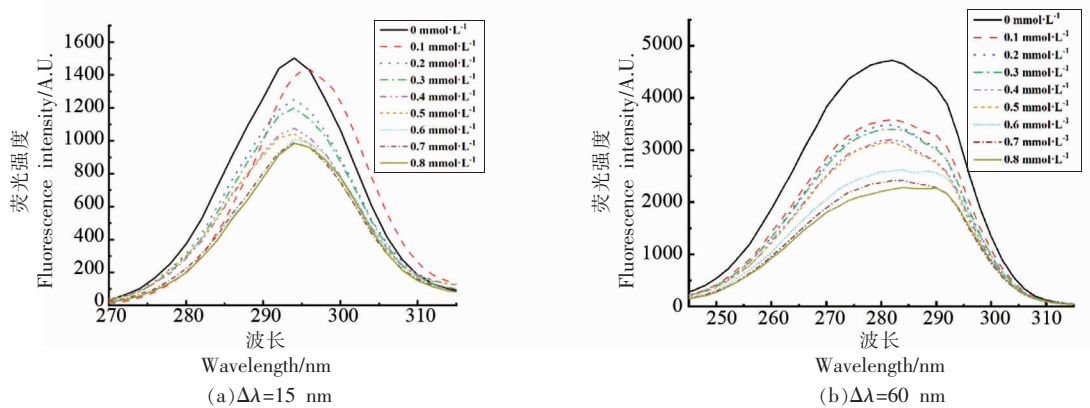 荧光强度
Fluorescence intensity/A.U.
1600
1400
1200
1000
800
600
400
200
0
270
280
290
300
310
0 mmol·L⁻¹
0.1 mmol·L⁻¹
0.2 mmol·L⁻¹
0.3 mmol·L⁻¹
0.4 mmol·L⁻¹
0.5 mmol·L⁻¹
0.6 mmol·L⁻¹
0.7 mmol·L⁻¹
0.8 mmol·L⁻¹
波长
Wavelength/nm
(a)Δλ=15 nm
荧光强度
Fluorescence intensity/A.U.
5000
4000
3000
2000
1000
0
250
260
270
280
290
300
310
0 mmol·L⁻¹
0.1 mmol·L⁻¹
0.2 mmol·L⁻¹
0.3 mmol·L⁻¹
0.4 mmol·L⁻¹
0.5 mmol·L⁻¹
0.6 mmol·L⁻¹
0.7 mmol·L⁻¹
0.8 mmol·L⁻¹
波长
Wavelength/nm
(b)Δλ=60 nm